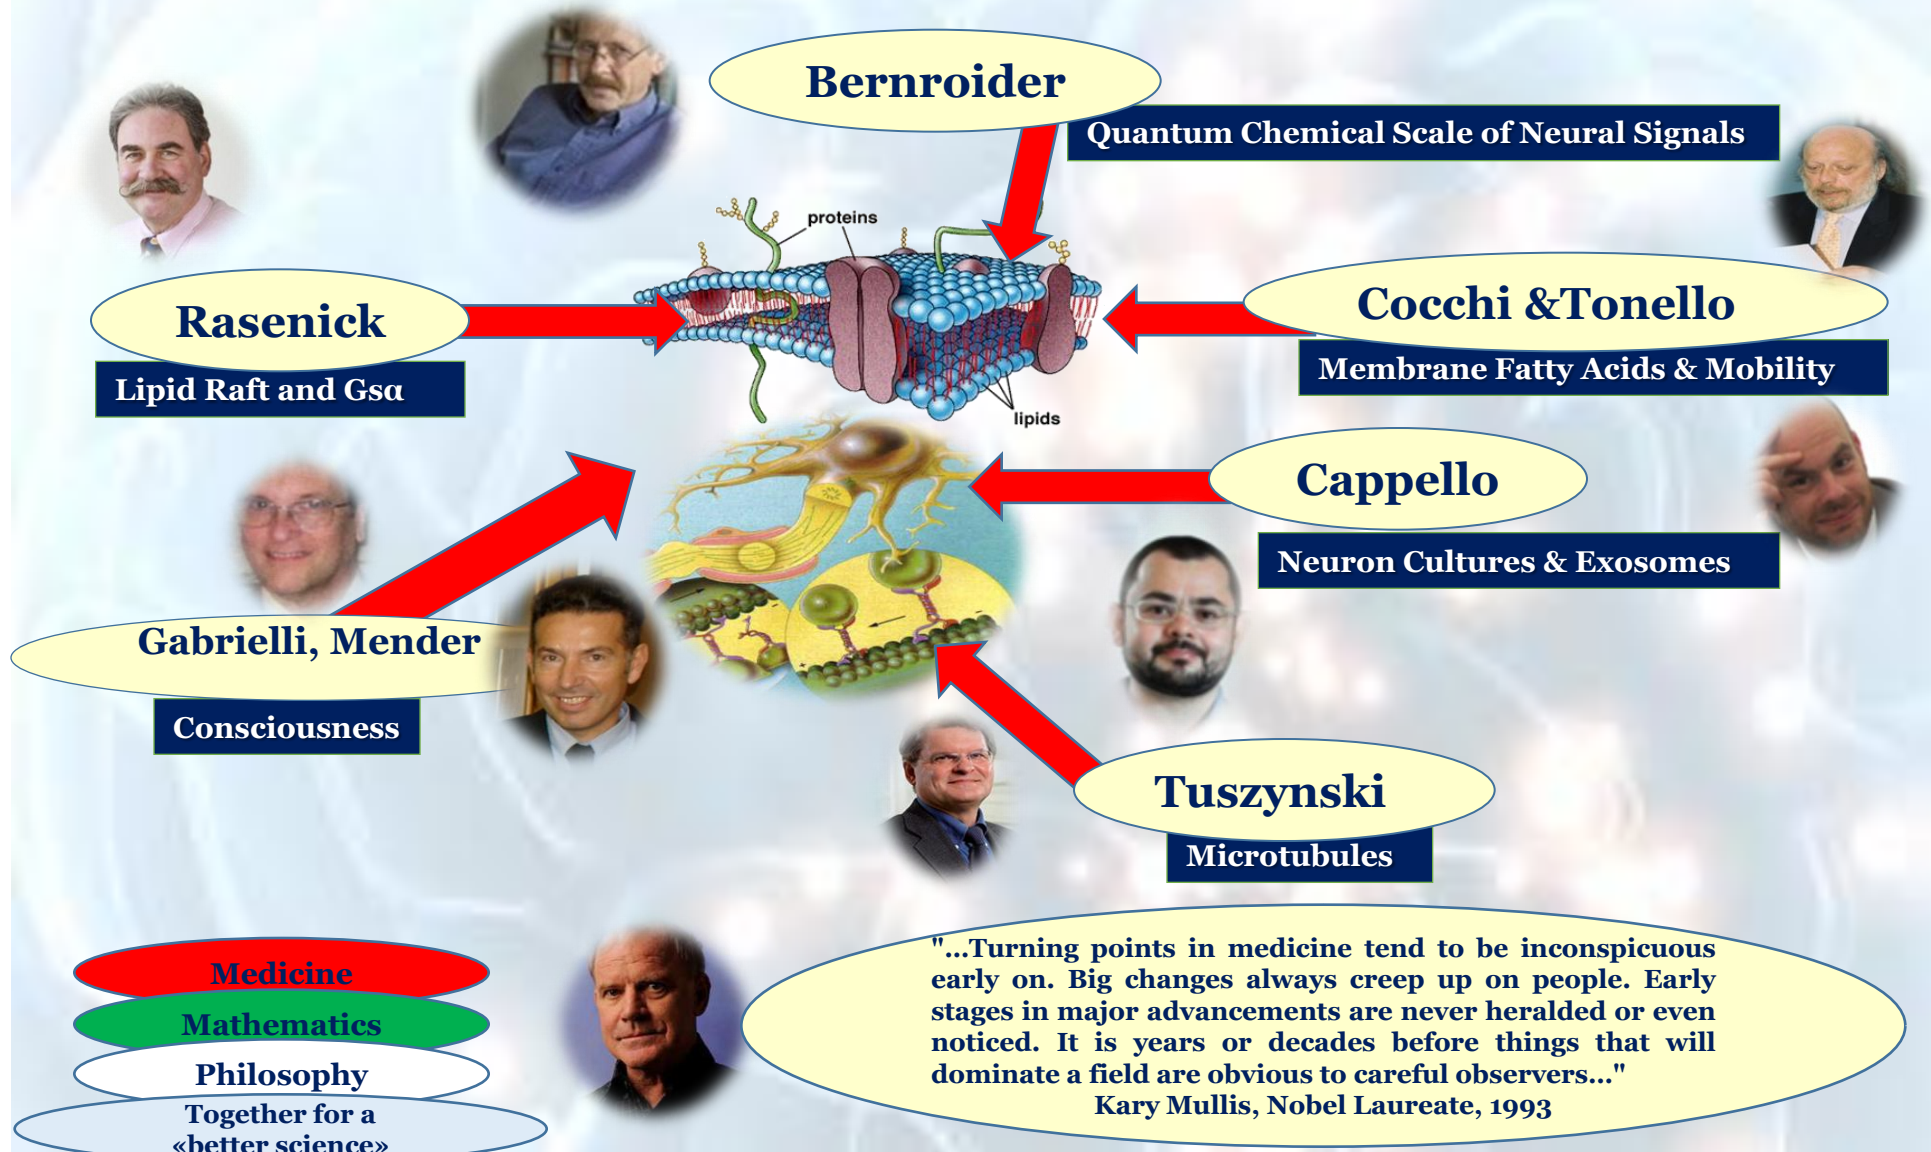 Bernroider
Quantum Chemical Scale of Neural Signals
proteins
Rasenick
Lipid Raft and Gsα
Cocchi &Tonello
Membrane Fatty Acids & Mobility
lipids
Cappello
Neuron Cultures & Exosomes
Gabrielli, Mender
Consciousness
Tuszynski
Microtubules
Medicine
Mathematics
Philosophy
Together for a
«better science»
"...Turning points in medicine tend to be inconspicuous
early on. Big changes always creep up on people. Early
stages in major advancements are never heralded or even
noticed. It is years or decades before things that will
dominate a field are obvious to careful observers..."
Kary Mullis, Nobel Laureate, 1993